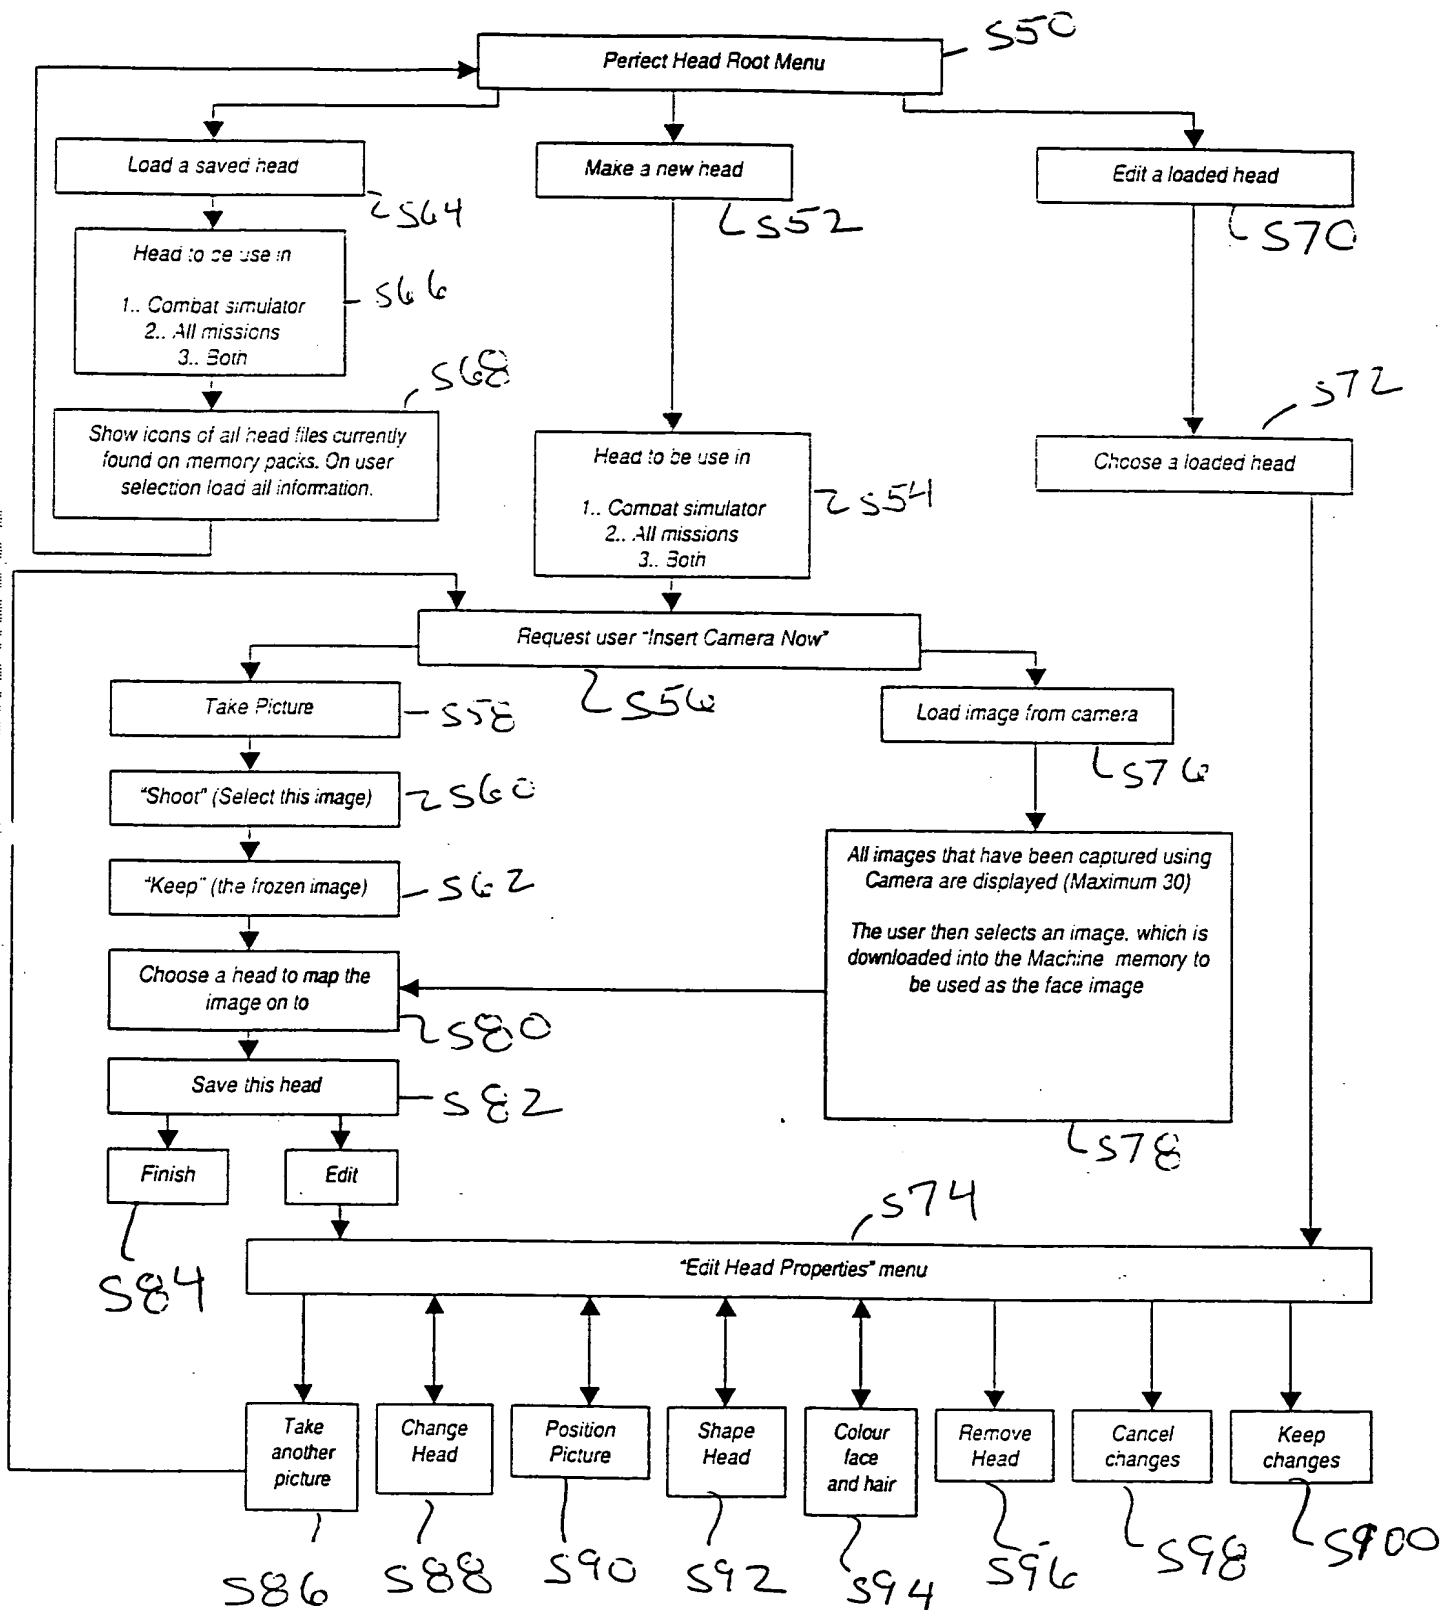 S50
Perfect Head Root Menu
Load a saved head
Make a new head
Edit a loaded head
S64
S52
S70
Head to be use in
1.. Combat simulator
2.. All missions
3.. Both
S66
S68
S72
Show icons of all head files currently
found on memory packs. On user
selection load all information.
Head to be use in
1.. Combat simulator
2.. All missions
3.. Both
S54
Choose a loaded head
Request user "Insert Camera Now"
S56
Take Picture
S58
Load image from camera
S76
"Shoot" (Select this image)
S60
"Keep" (the frozen image)
S62
All images that have been captured using
Camera are displayed (Maximum 30)
The user then selects an image. which is
downloaded into the Machine memory to
be used as the face image
S78
Choose a head to map the
image on to
S80
Save this head
S82
Finish
Edit
S84
S74
"Edit Head Properties" menu
Take
another
picture
Change
Head
Position
Picture
Shape
Head
Colour
face
and hair
Remove
Head
Cancel
changes
Keep
changes
S86
S88
S90
S92
S94
S96
S98
S100